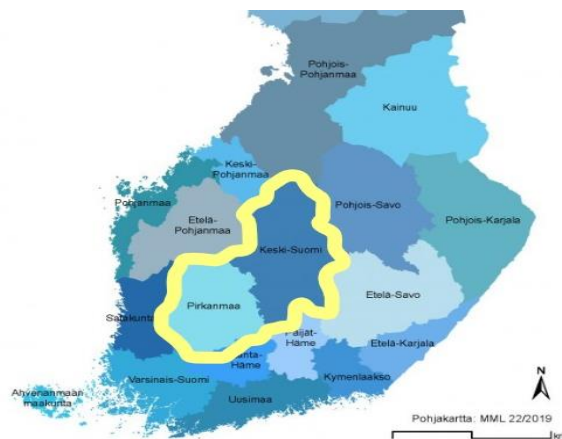 Pohjois-
Pohjanmaa
Kainuu
Keski-
Pohjanmaa
Pohjanmaa
Etelä-
Pohjanmaa
Pohjois-Savo
Pohjois-Karjala
Keski-Suomi
Pirkanmaa
Etelä-Savo
Satakunta
Päijät-
Häme
Häme
Etelä-Karjala
Kymenlaakso
Varsinais-Suomi
Uusimaa
Ahvenanmaan
maakunta
N
Pohjakartta: MML 22/2019